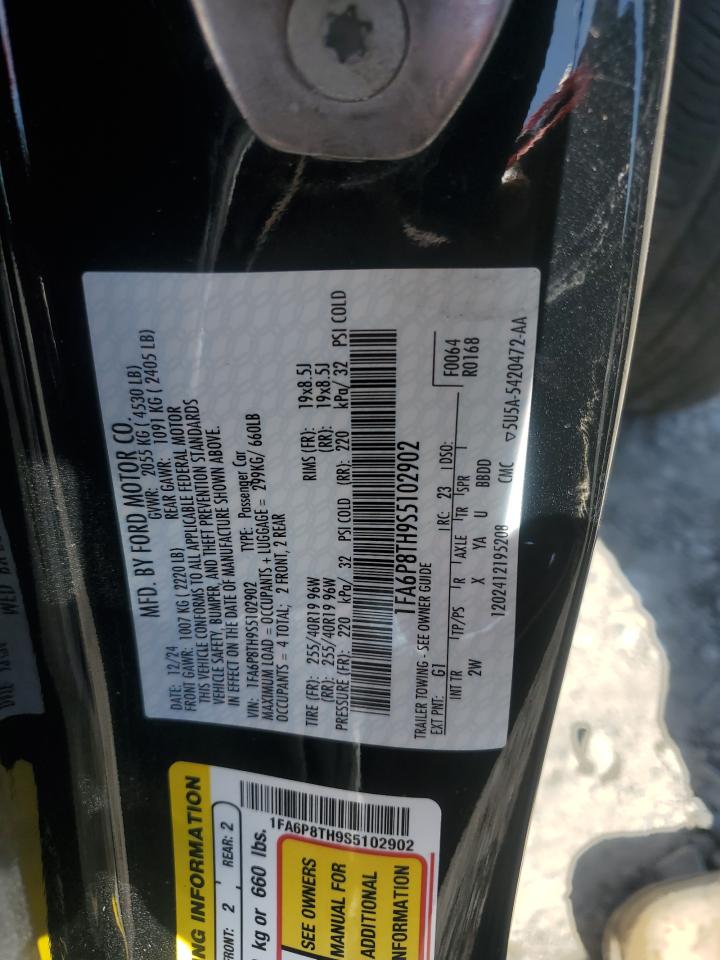 MFD. BY FORD MOTOR CO.
DATE: 12/24 GVWR: 2055 KG ( 4530 LB)
FRONT GAWR: 1007 KG ( 2220 LB) REAR GAWR: 1091 KG ( 2405 LB)
THIS VEHICLE CONFORMS TO ALL APPLICABLE FEDERAL MOTOR
VEHICLE SAFETY, BUMPER, AND THEFT PREVENTION STANDARDS
IN EFFECT ON THE DATE OF MANUFACTURE SHOWN ABOVE.
VIN: 1FA6P8TH9S5102902 TYPE: Passenger Car
MAXIMUM LOAD = OCCUPANTS + LUGGAGE = 299KG/ 660LB
OCCUPANTS = 4 TOTAL; 2 FRONT, 2 REAR
TIRE (FR): 255/40R19 96W RIMS (FR): 19x8.5J
(RR): 255/40R19 96W (RR): 19x8.5J
PRESSURE (FR): 220 kPa/ 32 PSI COLD (RR): 220 kPa/ 32 PSI COLD
1FA6P8TH9S5102902
TRAILER TOWING - SEE OWNER GUIDE
EXT PNT: G1 RC: 23 DSO: F0064
R0168
INT TR TP/PS R AXLE TR SPR
2W X YA U BBDD
1202412195208 CMC 5U5A-5420472-AA
NG INFORMATION
FRONT: 2 REAR: 2
kg or 660 lbs.
1FA6P8TH9S5102902
SEE OWNERS
MANUAL FOR
ADDITIONAL
INFORMATION